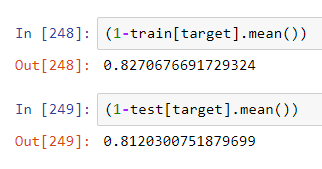 In [248]: (1-train[target].mean())
Out[248]: 0.8270676691729324
In [249]: (1-test[target].mean())
Out[249]: 0.8120300751879699